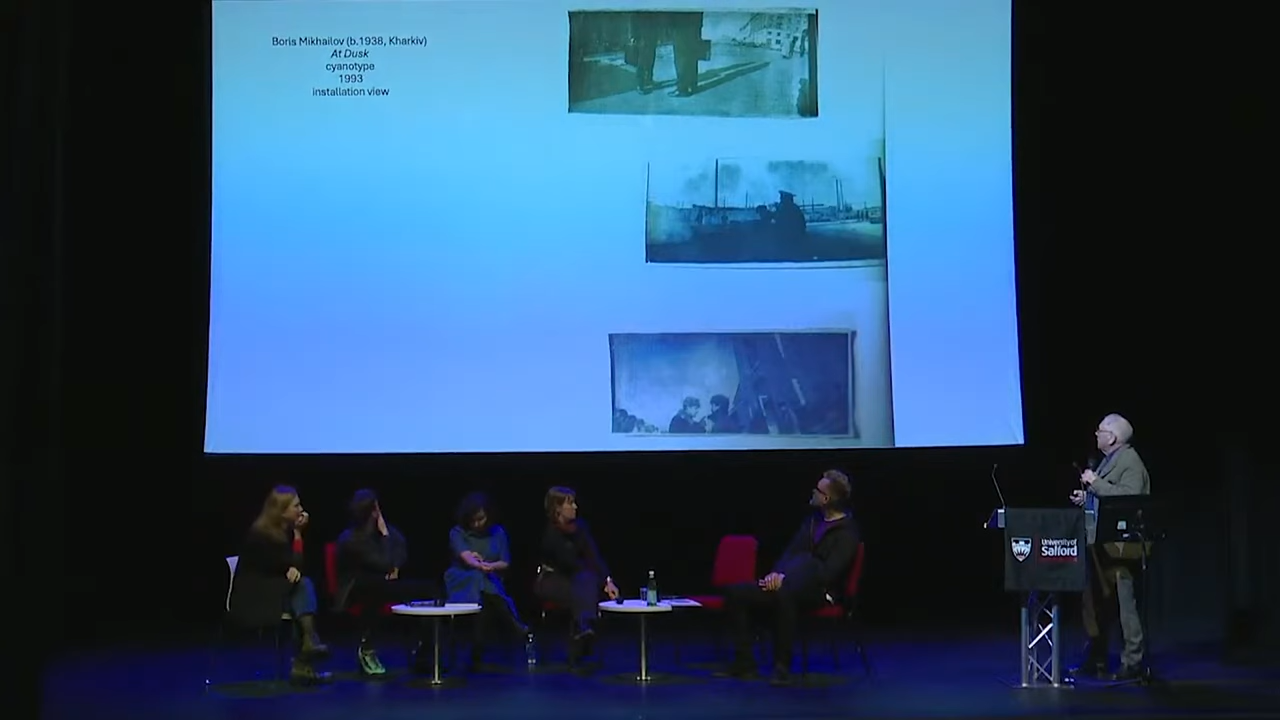 Boris Mikhailov (b.1938, Kharkiv)
At Dusk
cyanotype
1993
installation view
University of
Salford